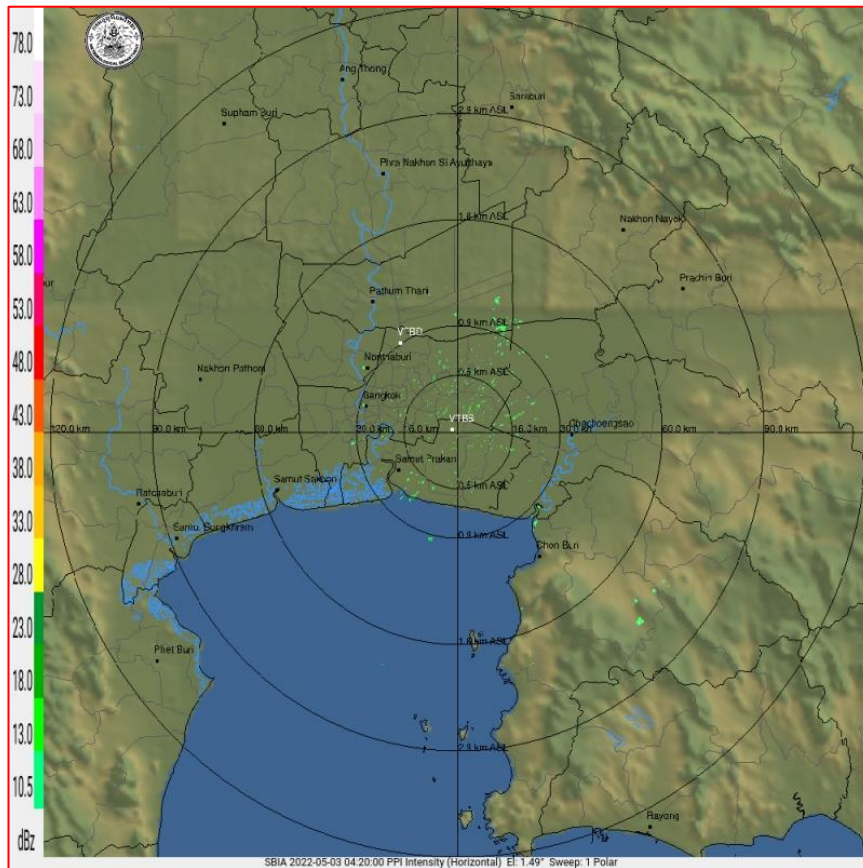 78.0
73.0
68.0
63.0
58.0
53.0
48.0
43.0
38.0
33.0
28.0
23.0
18.0
13.0
10.5
dBz
Ang Thong
Saraburi
2.9 km ASL
Supham Buri
Phra Nakhon Si Ayutthaya
1.8 km ASL
Nakhon Nayok
Prachin Buri
Pathum Thani
0.9 km ASL
VTBD
Nonthaburi
0.5 km ASL
Nakhon Pathom
Bangkok
VTBS
Chachoengsao
120.0 km
90.0 km
60.0 km
30.0 km
16.0 km
16.0 km
30.0 km
60.0 km
90.0 km
Samut Prakan
0.5 km ASL
Samut Sakhon
Ratchaburi
Samu. Songkhram
0.9 km ASL
Chon Buri
1.8 km ASL
Phet Buri
2.9 km ASL
Rayong
SBIA 2022-05-03 04:20:00 PPI Intensity (Horizontal) El: 1.49° Sweep: 1 Polar